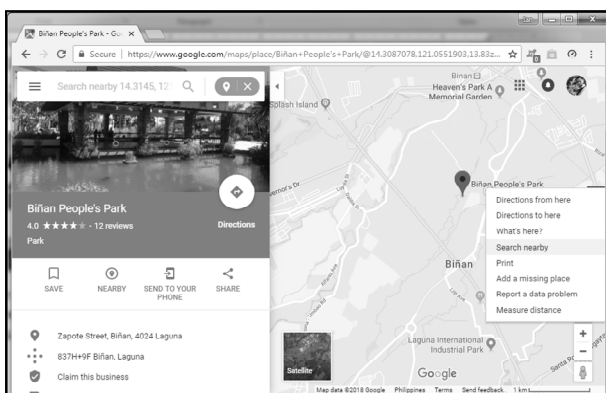 Jan
Biñan People's Park - Goo
Secure | https://www.google.com/maps/place/Biñan+People's+Park/@14.3087078,121.0551903,13.83z...
Search nearby 14.3145, 121
Biñan People's Park
4.0 ★★★★★ - 12 reviews
Park
Directions
SAVE
NEARBY
SEND TO YOUR
PHONE
SHARE
Zapote Street, Biñan, 4024 Laguna
837H+9F Biñan, Laguna
Claim this business
Splash Island
Binan
Heaven's Park A
Memorial Garden
Biñan People's Park
Directions from here
Directions to here
What's here?
Search nearby
Print
Add a missing place
Report a data problem
Measure distance
Biñan
Laguna International
Industrial Park
Satellite
Google
Map data ©2018 Google Philippines Terms Send feedback 1 km